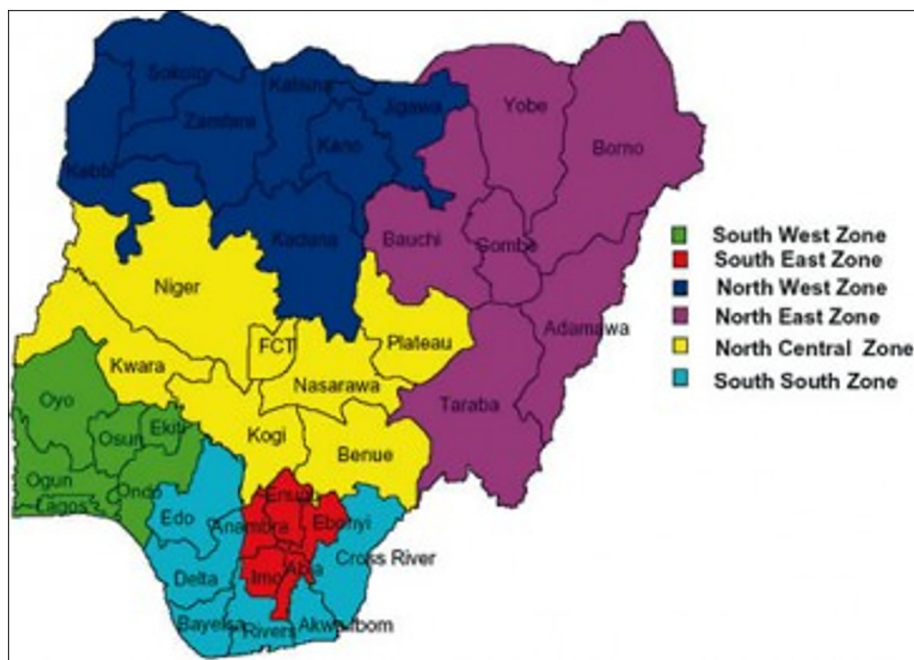 Sokoto
Katsina
Jigawa
Yobe
Zamfara
Kano
Borno
Kebbi
Kaduna
Bauchi
Gombe
Niger
Adamawa
FCT
Plateau
Kwara
Nasarawa
Oyo
Taraba
Osun
Ekiti
Kogi
Benue
Ogun
Lagos
Ondo
Edo
Enugu
Anambra
Ebonyi
Cross River
Delta
Imo
Abia
Bayelsa
Rivers
Akwa Ibom
South West Zone
South East Zone
North West Zone
North East Zone
North Central Zone
South South Zone